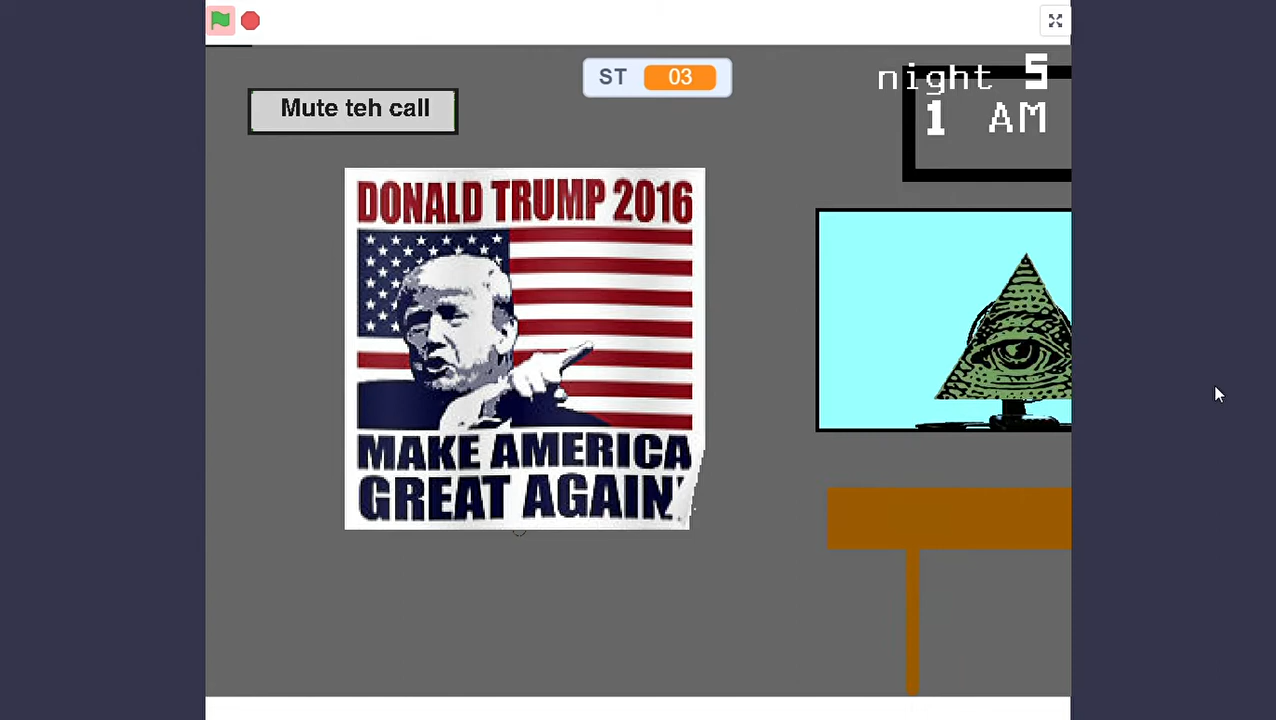 ST 03
night 5
1 AM
Mute teh call
DONALD TRUMP 2016
MAKE AMERICA
GREAT AGAIN